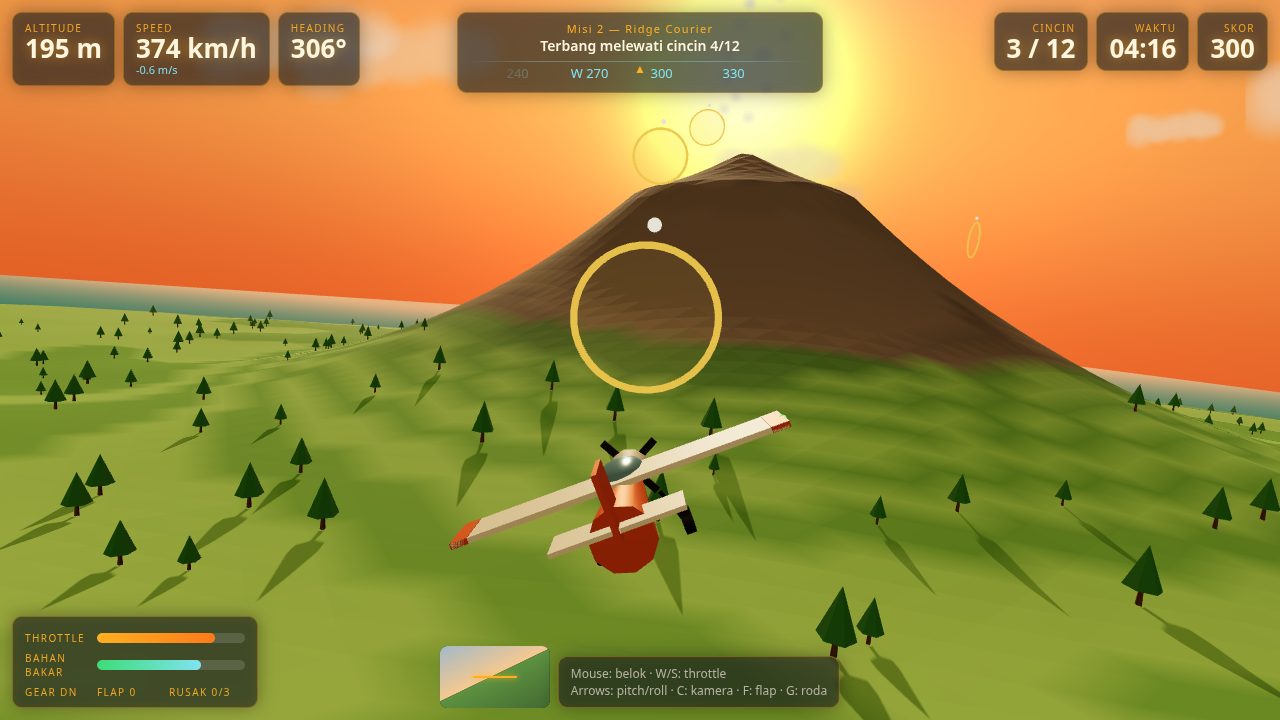 ALTITUDE
195 m
SPEED
374 km/h
-0.6 m/s
HEADING
306°
Misi 2 — Ridge Courier
Terbang melewati cincin 4/12
240 W 270 ▲ 300 330
CINCIN
3 / 12
WAKTU
04:16
SKOR
300
THROTTLE
BAHAN BAKAR
GEAR DN FLAP 0 RUSAK 0/3
Mouse: belok · W/S: throttle
Arrows: pitch/roll · C: kamera · F: flap · G: roda